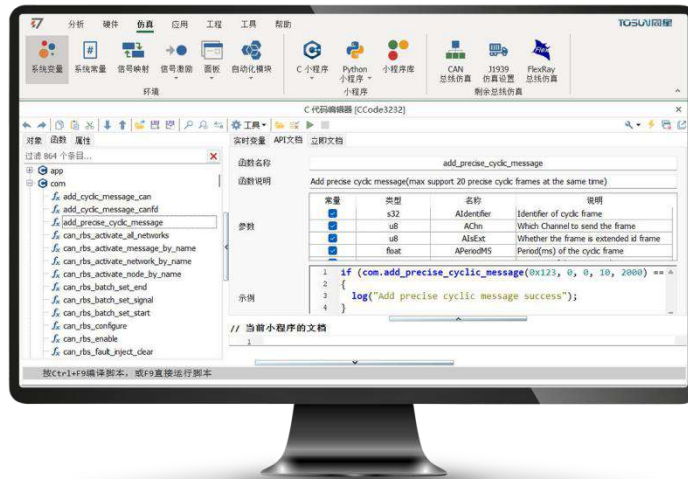 分析 硬件 仿真 应用 工程 工具 帮助
TOSUN同星
系统变量 系统常量 信号映射 信号激励 面板 自动化模块 C 小程序 Python 小程序 小程序库 CAN 总线仿真 J1939 仿真设置 FlexRay 总线仿真
环境 小程序 剩余总线仿真
C 代码编辑器 [CCode3232]
工具
对象 函数 属性
实时变量 API文档 立即文档
过滤 864 个条目...
app
com
add_cyclic_message_can
add_cyclic_message_canfd
add_precise_cyclic_message
can_rbs_activate_all_networks
can_rbs_activate_message_by_name
can_rbs_activate_network_by_name
can_rbs_activate_node_by_name
can_rbs_batch_set_end
can_rbs_batch_set_signal
can_rbs_batch_set_start
can_rbs_configure
can_rbs_enable
can_rbs_fault_inject_clear
函数名称 add_precise_cyclic_message
函数说明 Add precise cyclic message(max support 20 precise cyclic frames at the same time)
参数
常量 类型 名称 说明
s32 AIdentifier Identifier of cyclic frame
u8 AChn Which Channel to send the frame
u8 AIsExt Whether the frame is extended id frame
float APeriodMS Period(ms) of the cyclic frame
示例
1 if (com.add_precise_cyclic_message(0x123, 0, 0, 10, 2000) ==
2 {
3 log("Add precise cyclic message success");
4 }
// 当前小程序的文档
1
按Ctrl+F9编译脚本，或F9直接运行脚本